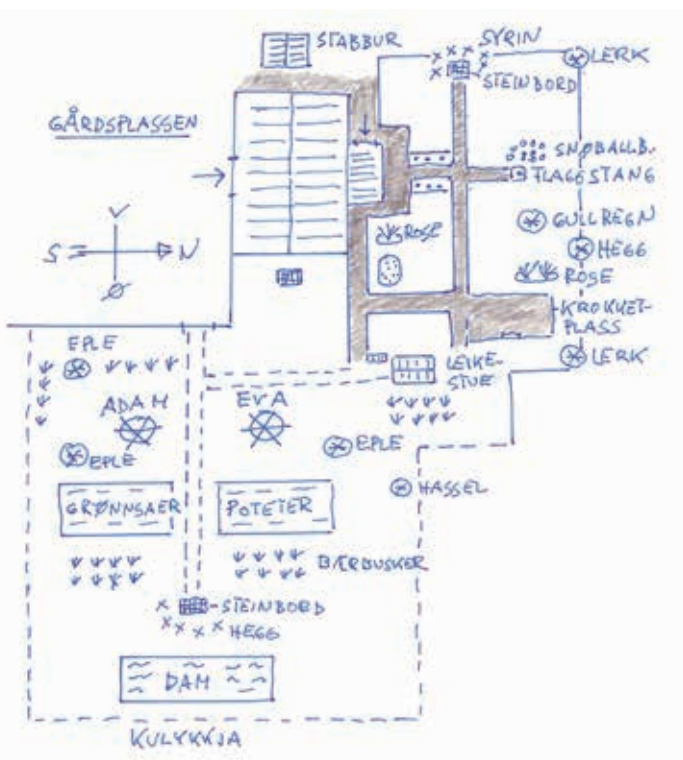 STABBUR
SYRIN
LERK
STEINBORD
GÅRDSPLASSEN
SNØBALLB.
FLAGGSTANG
GULLREGN
ROSE
V
S N
Ø
HEGG
ROSE
KROKKET-
PLASS
EPLE
LEIKE-
STUE
LERK
ADAM
EVA
EPLE
EPLE
HASSEL
GRØNNSAER
POTETER
BÆRBUSKER
STEINBORD
HEGG
DAM
KULYKKJA